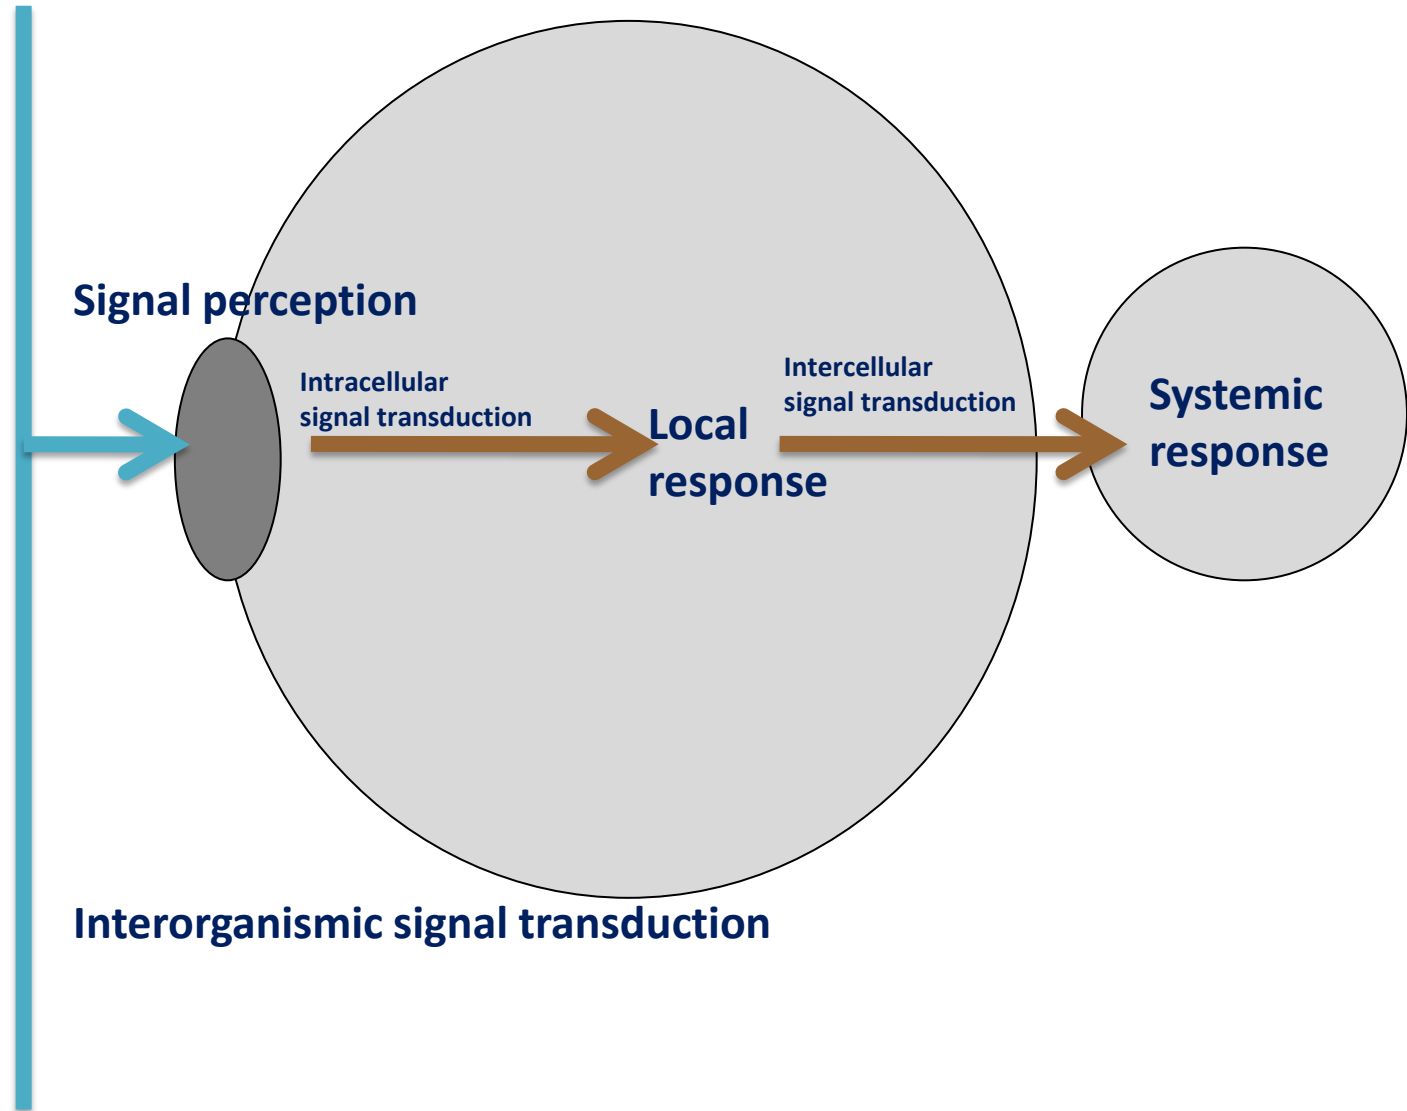 Signal perception
Intracellular
signal transduction
Local
response
Intercellular
signal transduction
Systemic
response
Interorganismic signal transduction